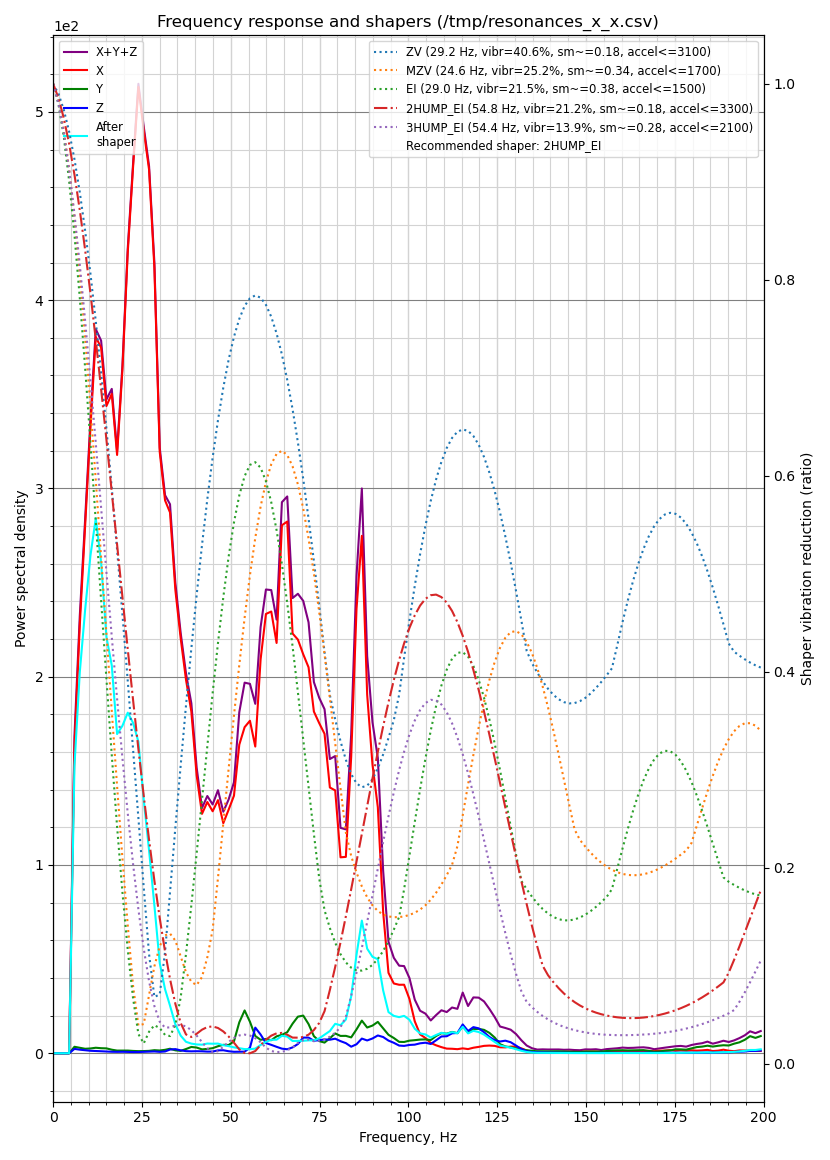 Frequency response and shapers (/tmp/resonances_x_x.csv)
1e2
X+Y+Z
X
Y
Z
After
shaper
ZV (29.2 Hz, vibr=40.6%, sm~=0.18, accel<=3100)
MZV (24.6 Hz, vibr=25.2%, sm~=0.34, accel<=1700)
EI (29.0 Hz, vibr=21.5%, sm~=0.38, accel<=1500)
2HUMP_EI (54.8 Hz, vibr=21.2%, sm~=0.18, accel<=3300)
3HUMP_EI (54.4 Hz, vibr=13.9%, sm~=0.28, accel<=2100)
Recommended shaper: 2HUMP_EI
5
4
3
2
1
0
Power spectral density
1.0
0.8
0.6
0.4
0.2
0.0
Shaper vibration reduction (ratio)
0 25 50 75 100 125 150 175 200
Frequency, Hz